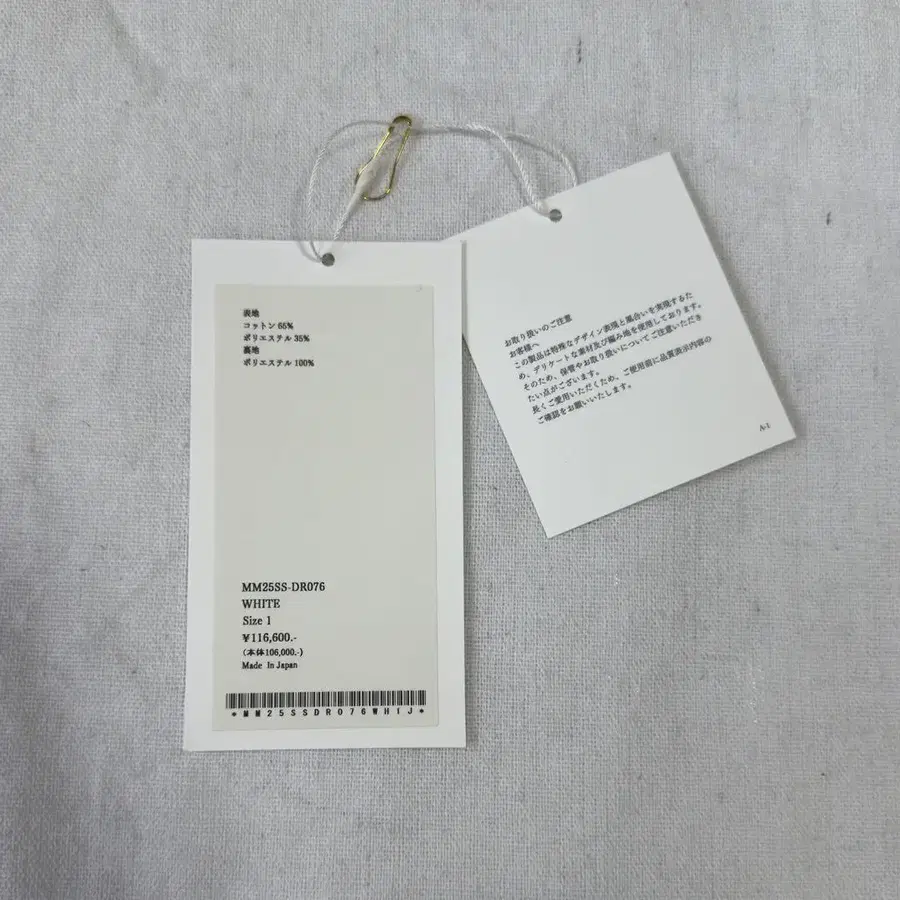 表地
コットン 65%
ポリエステル 35%
裏地
ポリエステル 100%
MM25SS-DR076
WHITE
Size 1
¥116,600.-
(本体106,000.-)
Made In Japan
*MM25SSDR076WH1J*
お取り扱いのご注意
お客様へ
この製品は特殊なデザイン表現と風合いを実現するた
め、デリケートな素材及び編み地を使用しております。
そのため、保管やお取り扱いについてご注意いただき
たい点がございます。
長くご愛用いただくため、ご使用前に品質表示内容の
ご確認をお願いいたします。
A-1